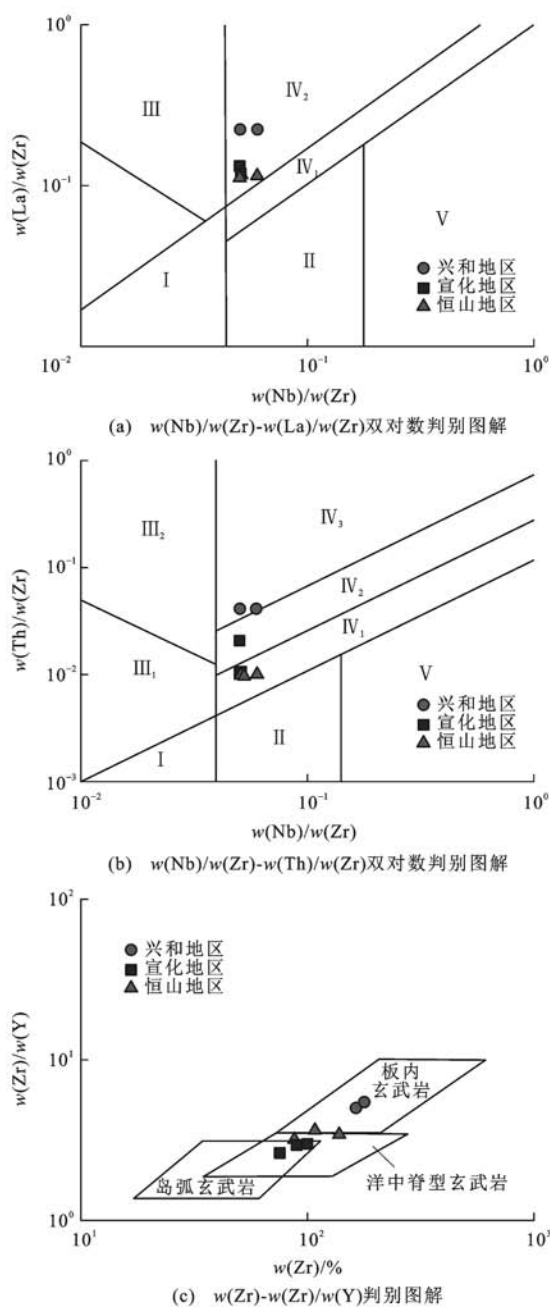 10⁰
Ⅲ
Ⅳ₂
w(La)/w(Zr)
10⁻¹
Ⅳ₁
Ⅰ
Ⅱ
Ⅴ
兴和地区
宣化地区
恒山地区
10⁻²
10⁻¹
10⁰
w(Nb)/w(Zr)
(a) w(Nb)/w(Zr)-w(La)/w(Zr)双对数判别图解
10⁰
Ⅲ₂
Ⅳ₃
w(Th)/w(Zr)
10⁻¹
Ⅳ₂
Ⅳ₁
10⁻²
Ⅲ₁
Ⅴ
Ⅰ
Ⅱ
兴和地区
宣化地区
恒山地区
10⁻³
10⁻²
10⁻¹
10⁰
w(Nb)/w(Zr)
(b) w(Nb)/w(Zr)-w(Th)/w(Zr)双对数判别图解
10²
兴和地区
宣化地区
恒山地区
w(Zr)/w(Y)
10¹
板内
玄武岩
岛弧玄武岩
洋中脊型玄武岩
10⁰
10¹
10²
10³
w(Zr)/%
(c) w(Zr)-w(Zr)/w(Y)判别图解